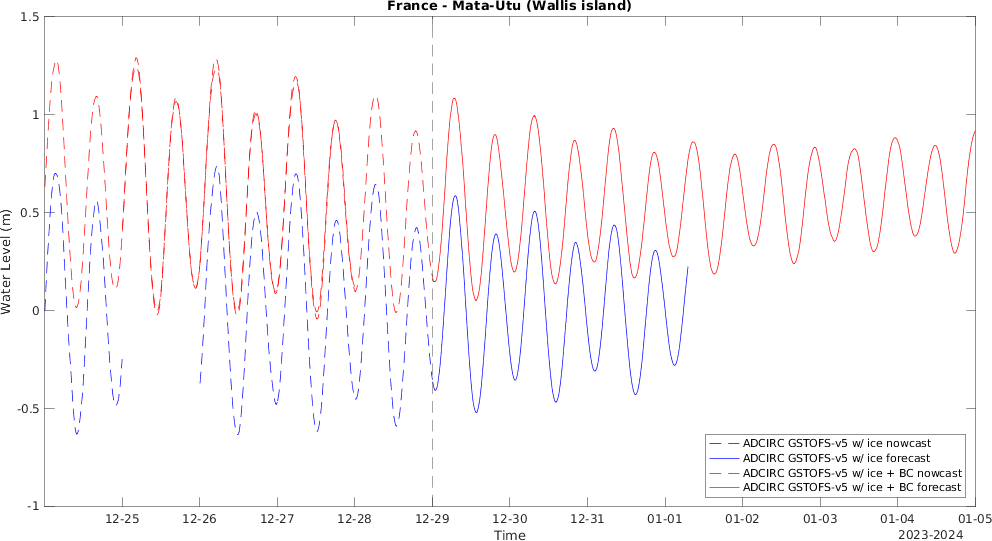 France - Mata-Utu (Wallis island)
1.5
1
0.5
0
-0.5
-1
Water Level (m)
ADCIRC GSTOFS-v5 w/ ice nowcast
ADCIRC GSTOFS-v5 w/ ice forecast
ADCIRC GSTOFS-v5 w/ ice + BC nowcast
ADCIRC GSTOFS-v5 w/ ice + BC forecast
12-25 12-26 12-27 12-28 12-29 12-30 12-31 01-01 01-02 01-03 01-04 01-05
Time
2023-2024